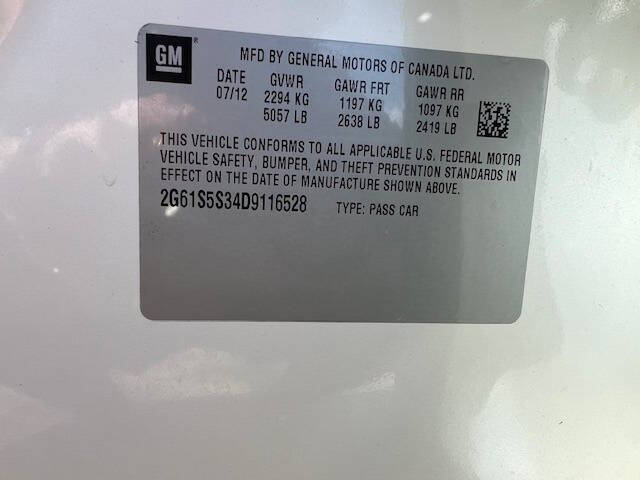 GM ®
MFD BY GENERAL MOTORS OF CANADA LTD.
DATE GVWR GAWR FRT GAWR RR
07/12 2294 KG 1197 KG 1097 KG
5057 LB 2638 LB 2419 LB
THIS VEHICLE CONFORMS TO ALL APPLICABLE U.S. FEDERAL MOTOR
VEHICLE SAFETY, BUMPER, AND THEFT PREVENTION STANDARDS IN
EFFECT ON THE DATE OF MANUFACTURE SHOWN ABOVE.
2G61S5S34D9116528 TYPE: PASS CAR